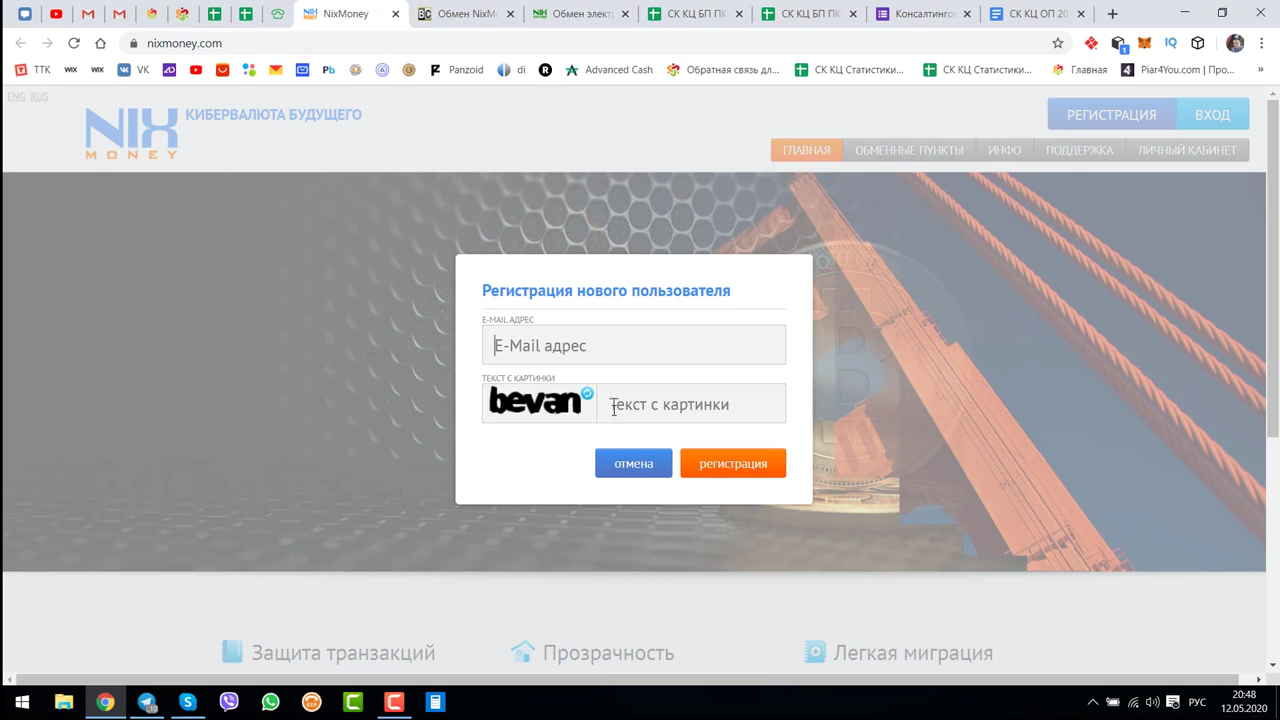 NixMoney
Обмен NixM
Обмен элект
СК КЦ БП ПК
СК КЦ БП ПК
Консалтингов
СК КЦ ОП 20
nixmoney.com
1
ТТК
WIX
WIX
VK
Panzoid
di
Advanced Cash
Обратная связь дл...
СК КЦ Статистики...
СК КЦ Статистики...
Главная
Piar4You.com | Про...
ENG RUS
NIX
MONEY
КИБЕРВАЛЮТА БУДУЩЕГО
РЕГИСТРАЦИЯ
ВХОД
ГЛАВНАЯ
ОБМЕННЫЕ ПУНКТЫ
ИНФО
ПОДДЕРЖКА
ЛИЧНЫЙ КАБИНЕТ
Регистрация нового пользователя
E-MAIL АДРЕС
E-Mail адрес
ТЕКСТ С КАРТИНКИ
bevan
Текст с картинки
отмена
регистрация
Защита транзакций
Прозрачность
Легкая миграция
РУС
20:48
12.05.2020